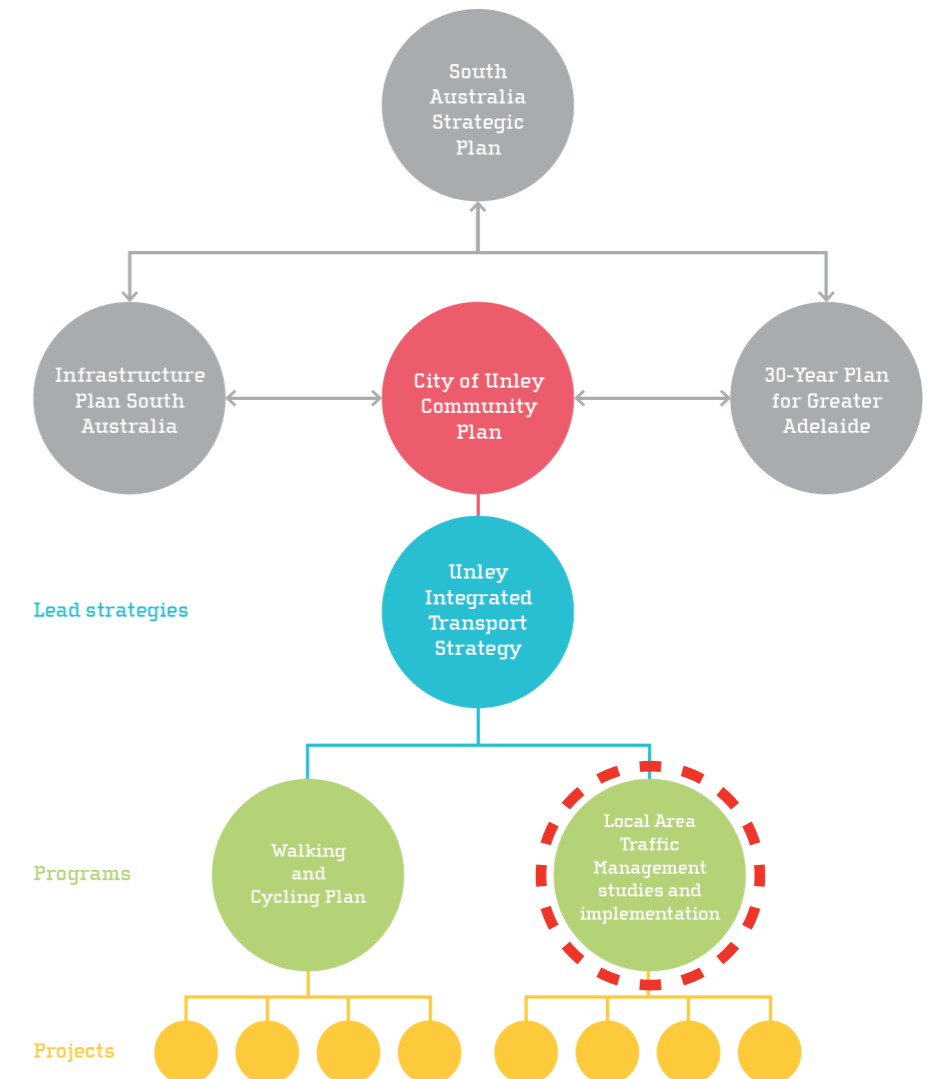 South
Australia
Strategic
Plan
Infrastructure
Plan South
Australia
City of Unley
Community
Plan
30-Year Plan
for Greater
Adelaide
Lead strategies
Unley
Integrated
Transport
Strategy
Programs
Walking
and
Cycling Plan
Local Area
Traffic
Management
studies and
implementation
Projects